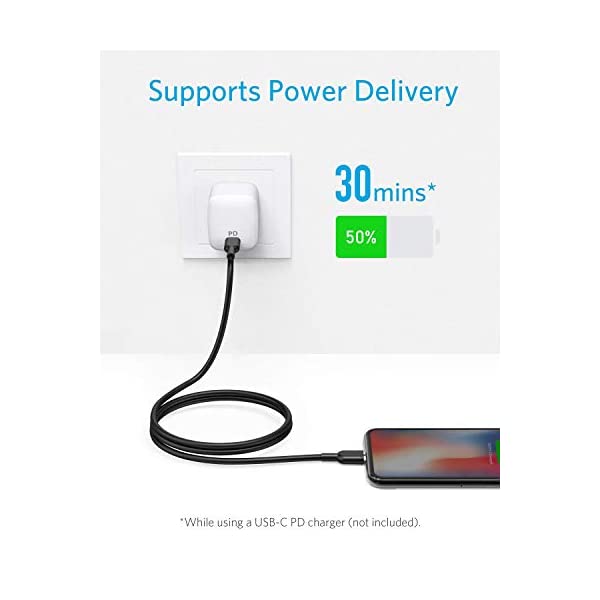 Supports Power Delivery
30mins*
50%
PD
*While using a USB-C PD charger (not included).